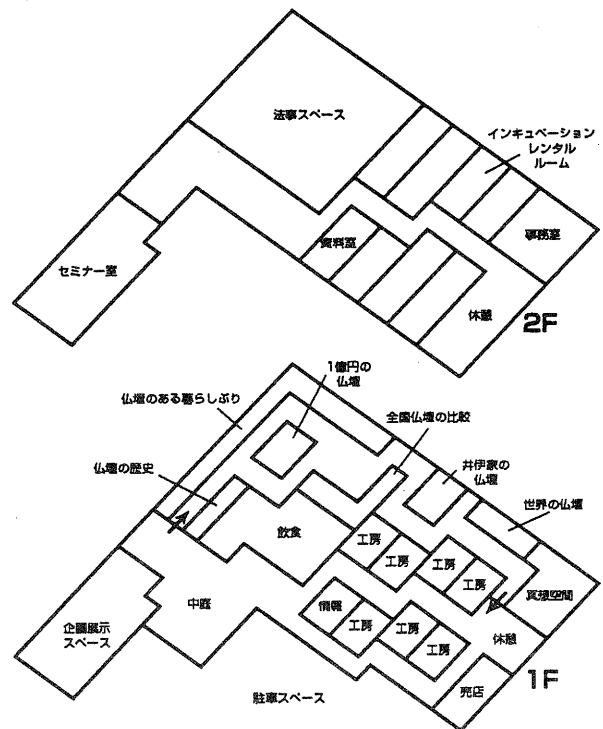 法事スペース
インキュベーション
レンタル
ルーム
資料室
事務室
セミナー室
休憩
2F
1億円の
仏壇
仏壇のある暮らしぶり
全国仏壇の比較
仏壇の歴史
井伊家の
仏壇
世界の仏壇
飲食
工房
工房
工房
工房
冥想空間
中庭
情報
工房
工房
工房
休憩
企画展示
スペース
売店
1F
駐車スペース